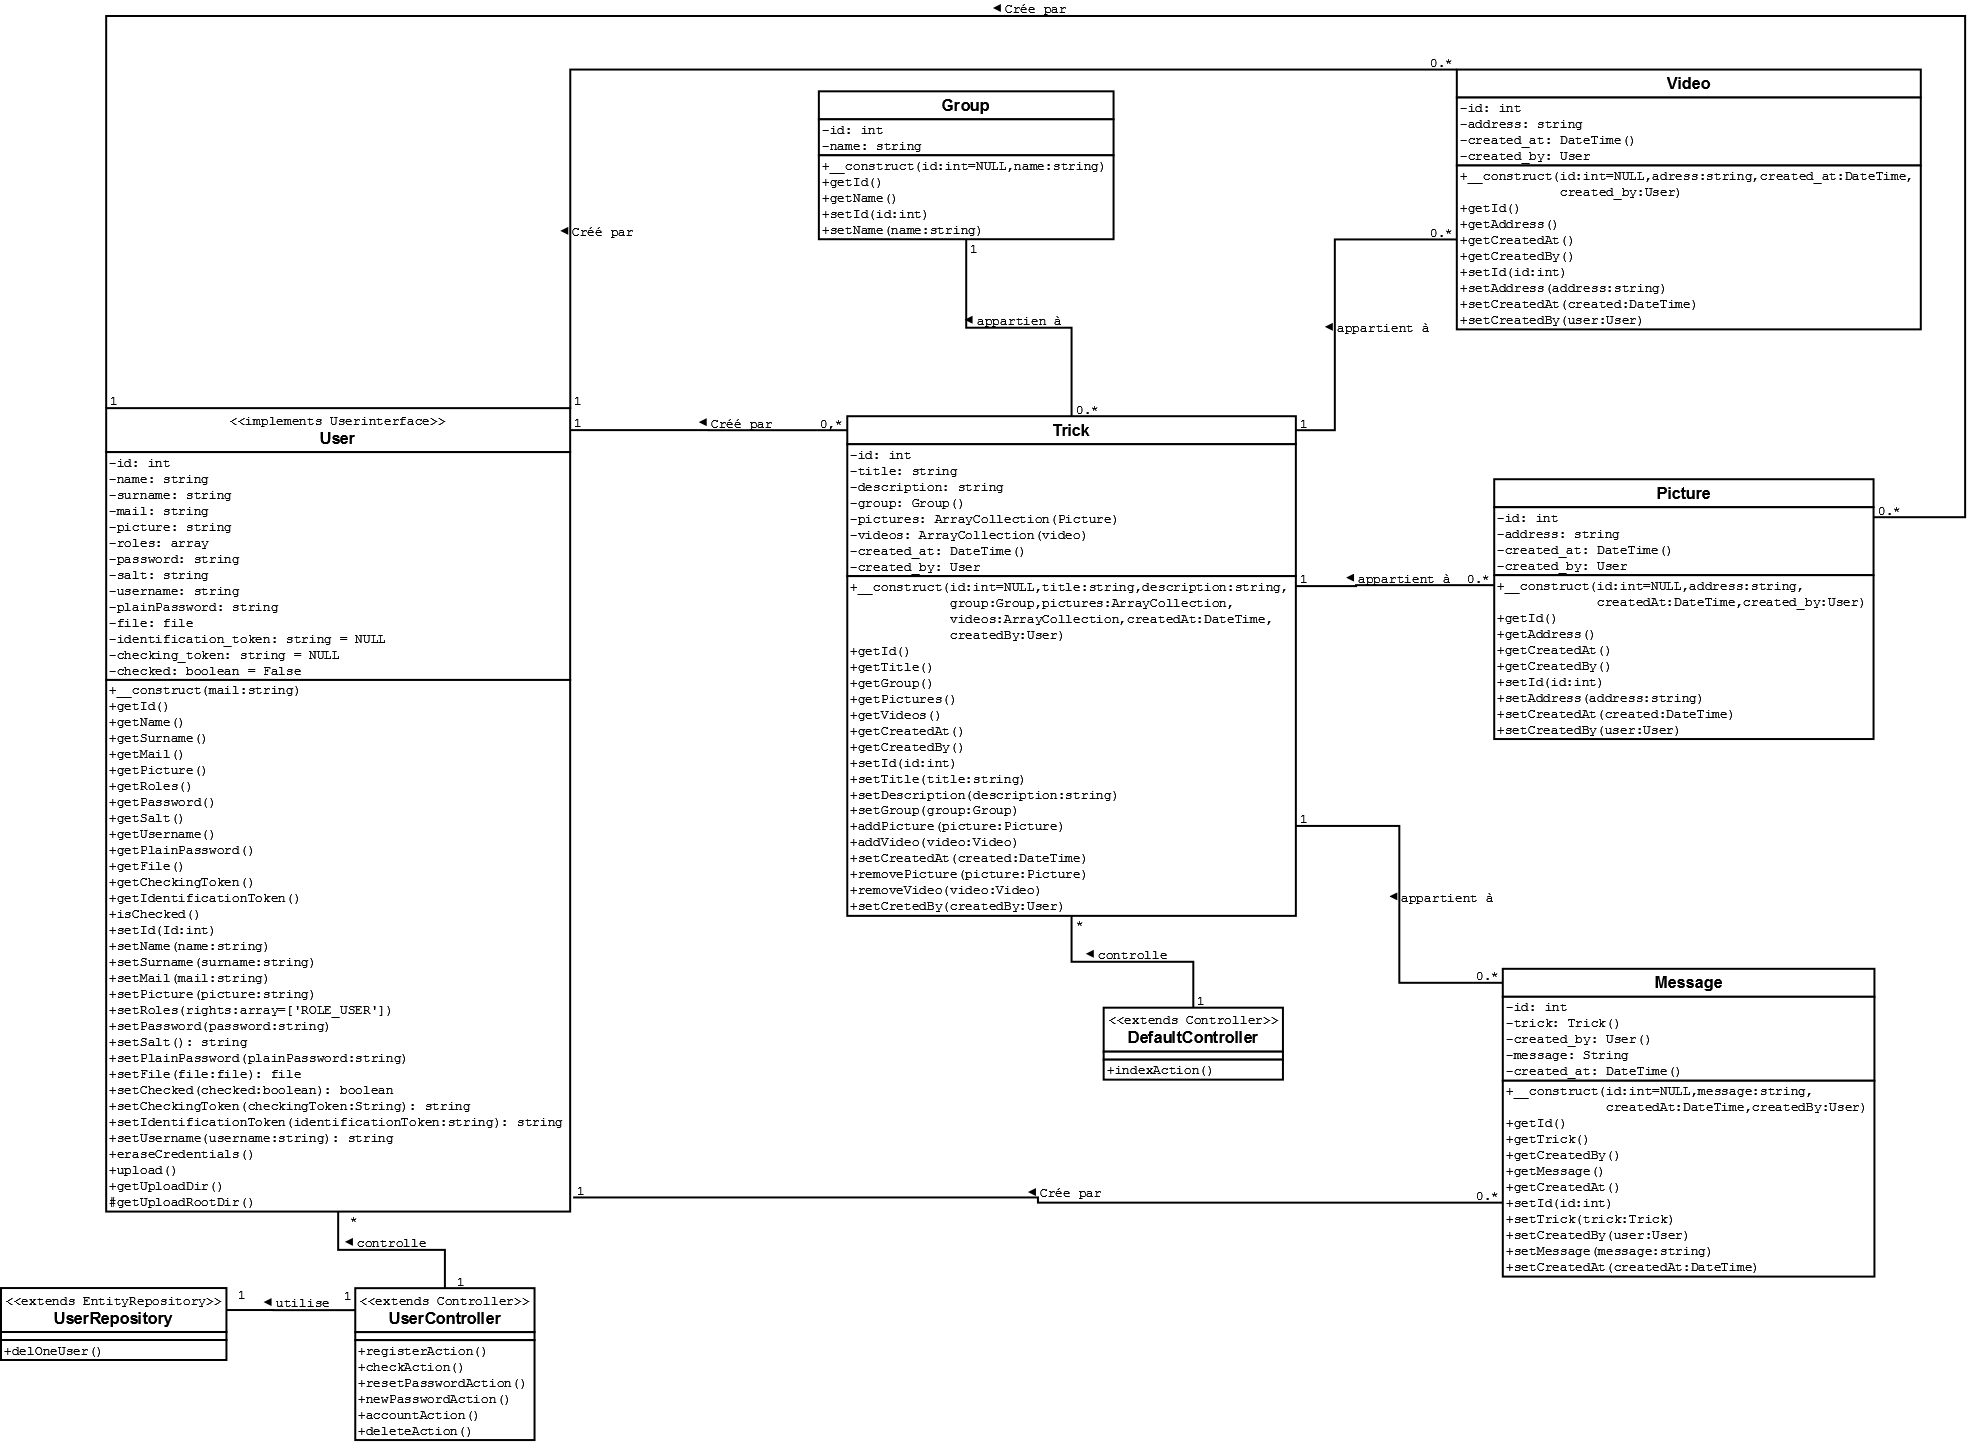 ◄ Crée par
0.*
Video
-id: int
-address: string
-created_at: DateTime()
-created_by: User
+__construct(id:int=NULL,adress:string,created_at:DateTime,
created_by:User)
+getId()
+getAddress()
+getCreatedAt()
+getCreatedBy()
+setId(id:int)
+setAddress(address:string)
+setCreatedAt(created:DateTime)
+setCreatedBy(user:User)
Group
-id: int
-name: string
+__construct(id:int=NULL,name:string)
+getId()
+getName()
+setId(id:int)
+setName(name:string)
1
◄ Créé par
0.*
◄ appartien à
◄ appartient à
0.*
1
1
1
◄ Créé par
0,*
1
<<implements Userinterface>>
User
-id: int
-name: string
-surname: string
-mail: string
-picture: string
-roles: array
-password: string
-salt: string
-username: string
-plainPassword: string
-file: file
-identification_token: string = NULL
-checking_token: string = NULL
-checked: boolean = False
+__construct(mail:string)
+getId()
+getName()
+getSurname()
+getMail()
+getPicture()
+getRoles()
+getPassword()
+getSalt()
+getUsername()
+getPlainPassword()
+getFile()
+getCheckingToken()
+getIdentificationToken()
+isChecked()
+setId(Id:int)
+setName(name:string)
+setSurname(surname:string)
+setMail(mail:string)
+setPicture(picture:string)
+setRoles(rights:array=['ROLE_USER'])
+setPassword(password:string)
+setSalt(): string
+setPlainPassword(plainPassword:string)
+setFile(file:file): file
+setChecked(checked:boolean): boolean
+setCheckingToken(checkingToken:String): string
+setIdentificationToken(identificationToken:string): string
+setUsername(username:string): string
+eraseCredentials()
+upload()
+getUploadDir()
#getUploadRootDir()
Trick
-id: int
-title: string
-description: string
-group: Group()
-pictures: ArrayCollection(Picture)
-videos: ArrayCollection(video)
-created_at: DateTime()
-created_by: User
+__construct(id:int=NULL,title:string,description:string,
group:Group,pictures:ArrayCollection,
videos:ArrayCollection,createdAt:DateTime,
createdBy:User)
+getId()
+getTitle()
+getGroup()
+getPictures()
+getVideos()
+getCreatedAt()
+getCreatedBy()
+setId(id:int)
+setTitle(title:string)
+setDescription(description:string)
+setGroup(group:Group)
+addPicture(picture:Picture)
+addVideo(video:Video)
+setCreatedAt(created:DateTime)
+removePicture(picture:Picture)
+removeVideo(video:Video)
+setCretedBy(createdBy:User)
Picture
-id: int
-address: string
-created_at: DateTime()
-created_by: User
+__construct(id:int=NULL,address:string,
createdAt:DateTime,created_by:User)
+getId()
+getAddress()
+getCreatedAt()
+getCreatedBy()
+setId(id:int)
+setAddress(address:string)
+setCreatedAt(created:DateTime)
+setCreatedBy(user:User)
0.*
1
◄ appartient à
0.*
1
◄ appartient à
0.*
*
◄ controlle
1
<<extends Controller>>
DefaultController
+indexAction()
Message
-id: int
-trick: Trick()
-created_by: User()
-message: String
-created_at: DateTime()
+__construct(id:int=NULL,message:string,
createdAt:DateTime,createdBy:User)
+getId()
+getTrick()
+getCreatedBy()
+getMessage()
+getCreatedAt()
+setId(id:int)
+setTrick(trick:Trick)
+setCreatedBy(user:User)
+setMessage(message:string)
+setCreatedAt(createdAt:DateTime)
1
◄ Crée par
0.*
*
◄ controlle
1
<<extends EntityRepository>>
UserRepository
+delOneUser()
1
◄ utilise
1
<<extends Controller>>
UserController
+registerAction()
+checkAction()
+resetPasswordAction()
+newPasswordAction()
+accountAction()
+deleteAction()